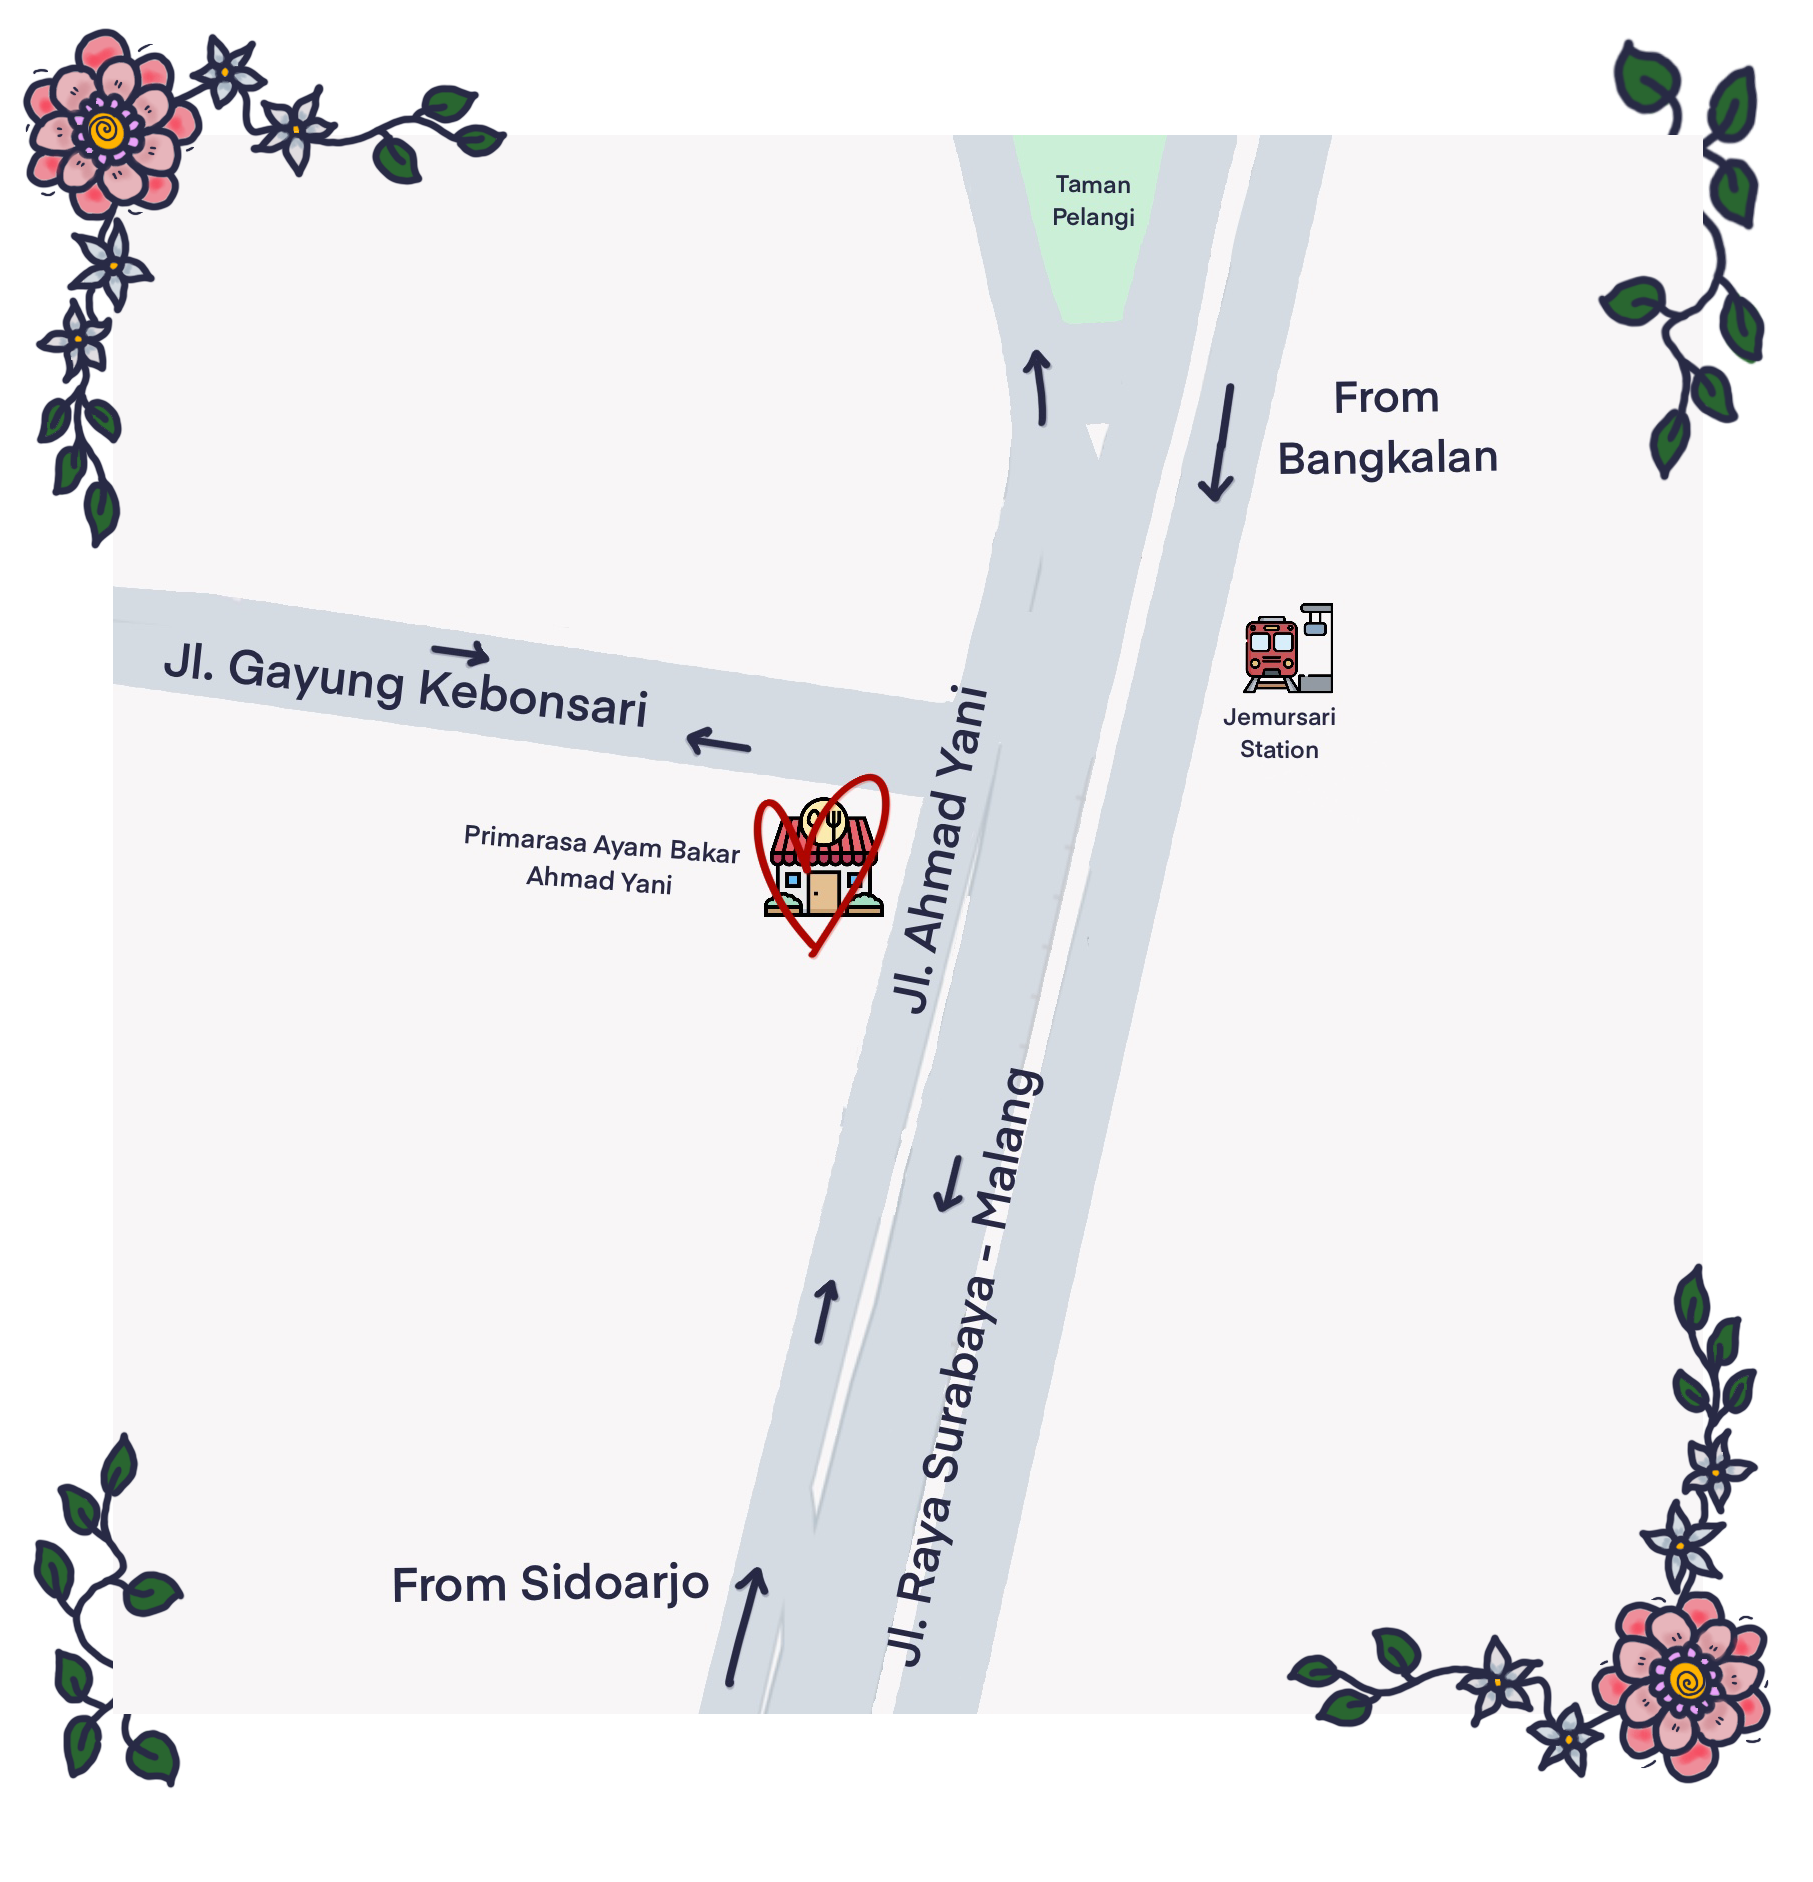 Taman
Pelangi
From
Bangkalan
Jl. Gayung Kebonsari
Jl. Ahmad Yani
Jemursari
Station
Primarasa Ayam Bakar
Ahmad Yani
Jl. Raya Surabaya - Malang
From Sidoarjo